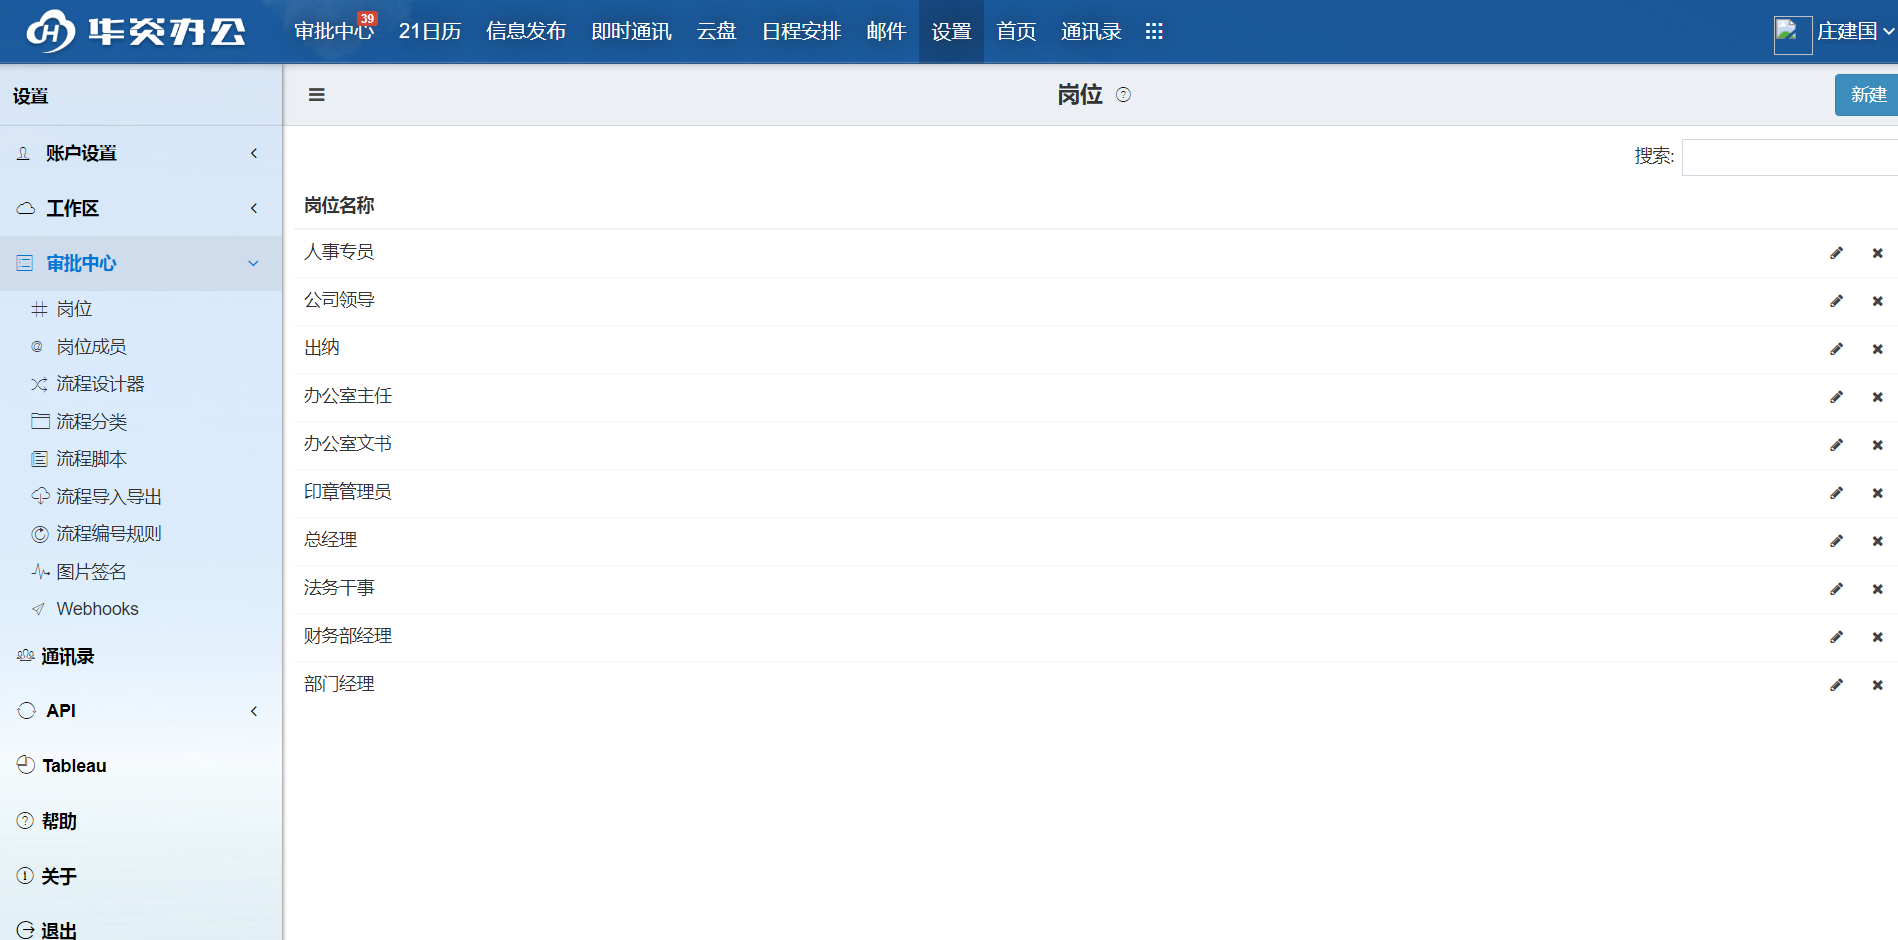 华炎办公 审批中心 39 21日历 信息发布 即时通讯 云盘 日程安排 邮件 设置 首页 通讯录 庄建国
设置
账户设置
工作区
审批中心
岗位
岗位成员
流程设计器
流程分类
流程脚本
流程导入导出
流程编号规则
图片签名
Webhooks
通讯录
API
Tableau
帮助
关于
退出
岗位
新建
搜索:
岗位名称
人事专员
公司领导
出纳
办公室主任
办公室文书
印章管理员
总经理
法务干事
财务部经理
部门经理